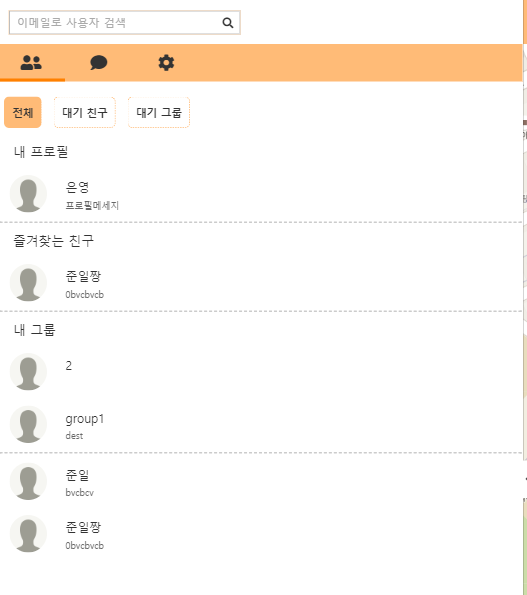 이메일로 사용자 검색
전체 대기 친구 대기 그룹
내 프로필
은영
프로필메세지
즐겨찾는 친구
준일짱
0bvcbvcb
내 그룹
2
group1
dest
준일
bvcbcv
준일짱
0bvcbvcb